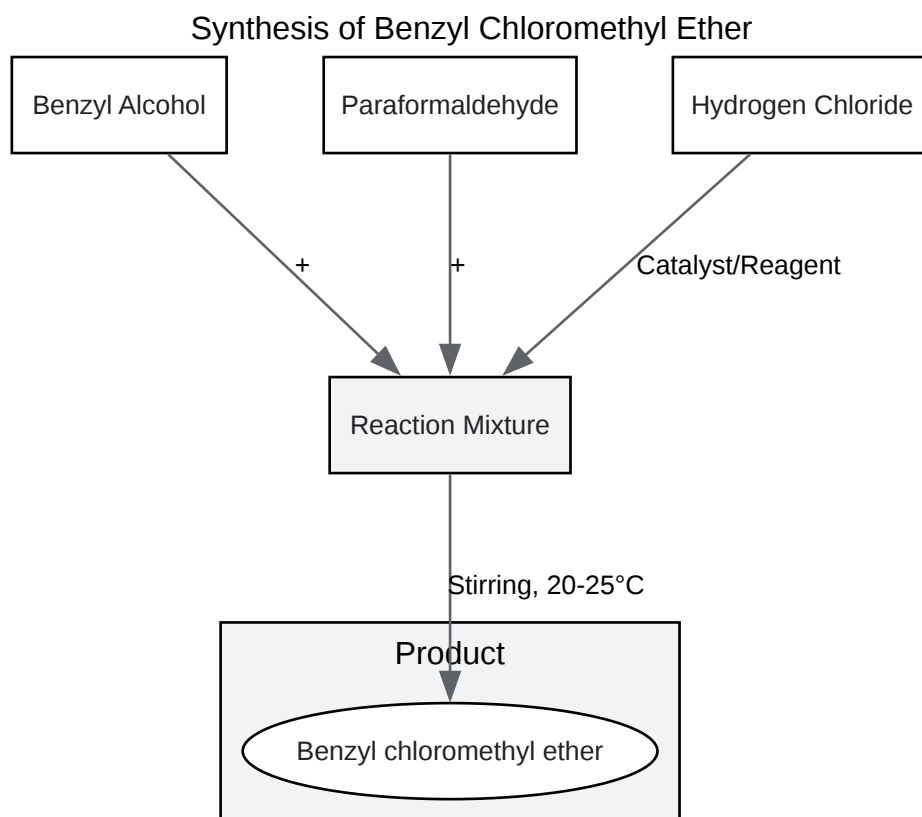 Synthesis of Benzyl Chloromethyl Ether
Benzyl Alcohol
Paraformaldehyde
Hydrogen Chloride
+
+
Catalyst/Reagent
Reaction Mixture
Stirring, 20-25°C
Product
Benzyl chloromethyl ether